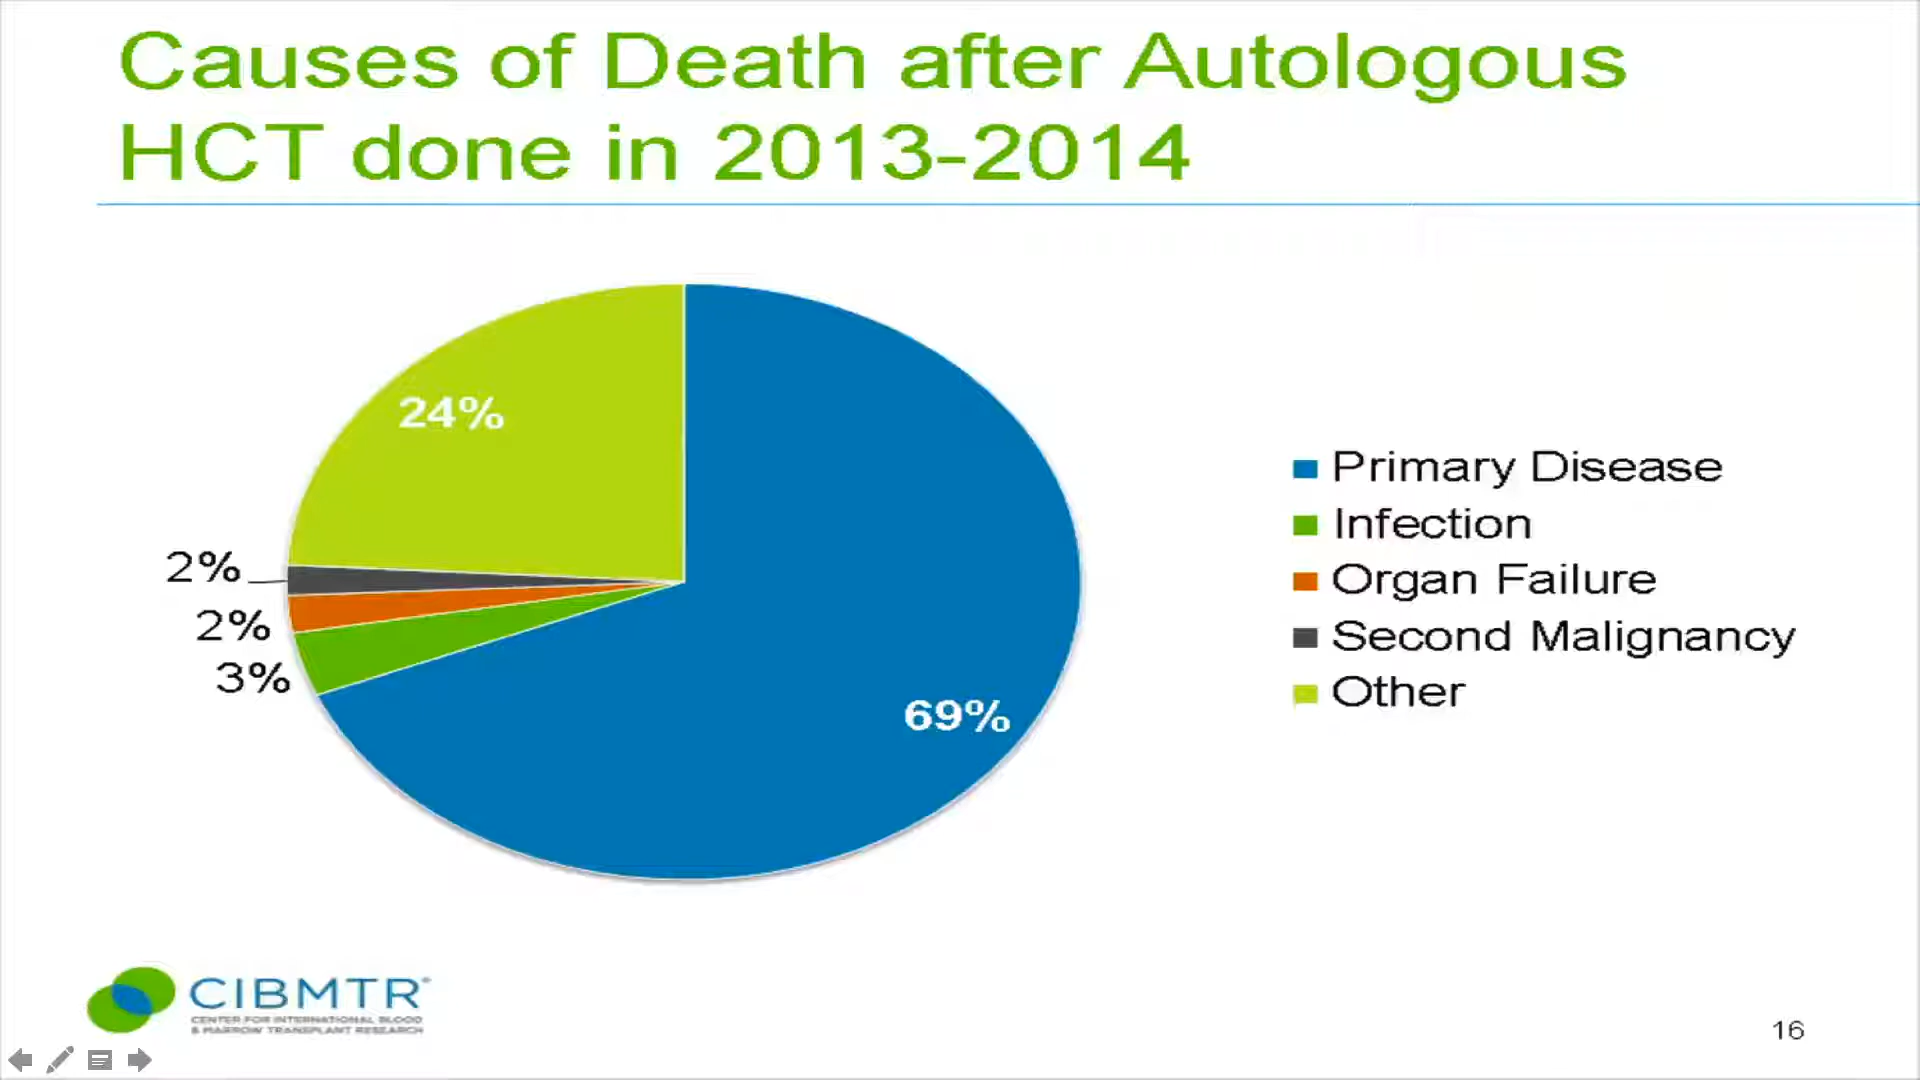 Causes of Death after Autologous
HCT done in 2013-2014
24%
2%
2%
3%
69%
Primary Disease
Infection
Organ Failure
Second Malignancy
Other
CIBMTR®
CENTER FOR INTERNATIONAL BLOOD
& MARROW TRANSPLANT RESEARCH
16